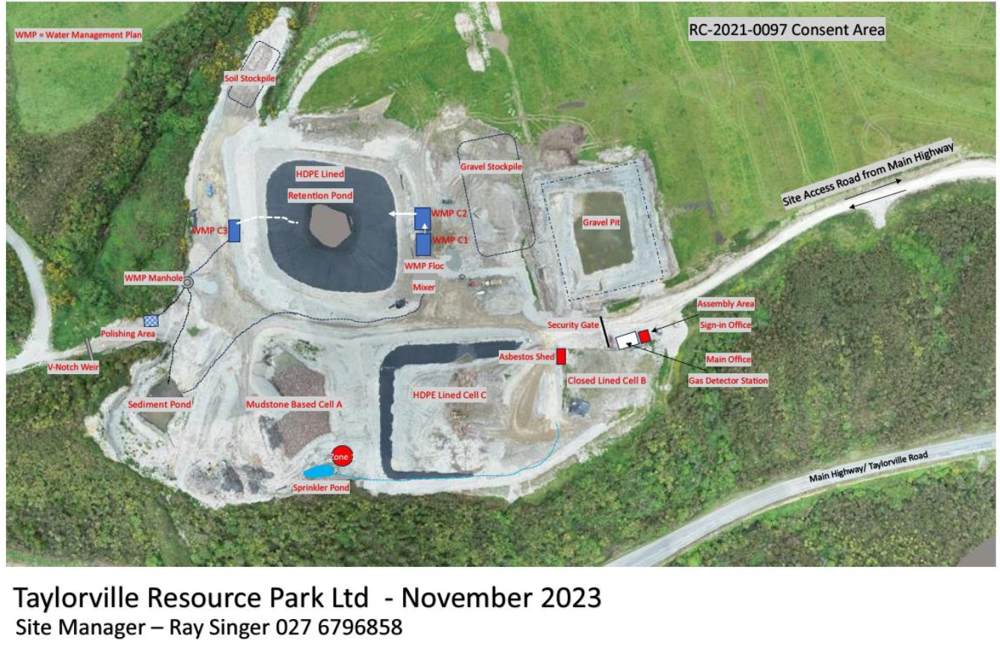 WMP = Water Management Plan
RC-2021-0097 Consent Area
Soil Stockpile
Gravel Stockpile
HDPE Lined
Retention Pond
Site Access Road from Main Highway
WMP C2
Gravel Pit
WMP C3
WMP C1
WMP Floc
Mixer
WMP Manhole
Assembly Area
Security Gate
Sign-in Office
Polishing Area
Asbestos Shed
Main Office
V-Notch Weir
Closed Lined Cell B
Gas Detector Station
HDPE Lined Cell C
Sediment Pond
Mudstone Based Cell A
Zone
Sprinkler Pond
Main Highway/ Taylorville Road
Taylorville Resource Park Ltd - November 2023
Site Manager – Ray Singer 027 6796858